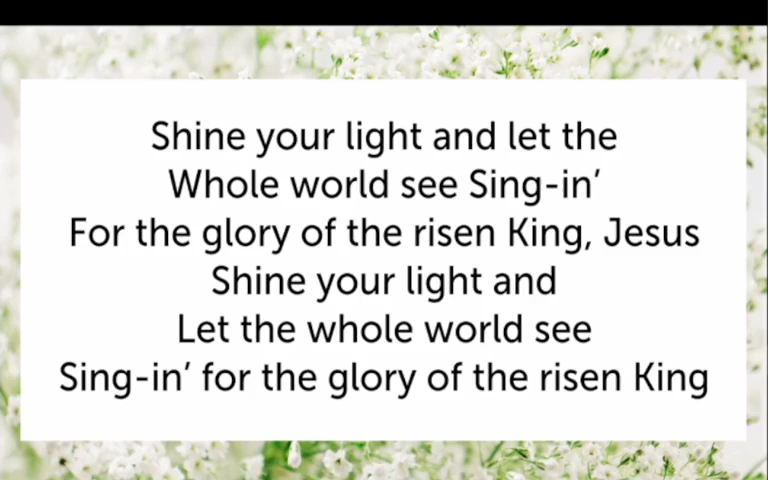 Shine your light and let the
Whole world see Sing-in’
For the glory of the risen King, Jesus
Shine your light and
Let the whole world see
Sing-in’ for the glory of the risen King